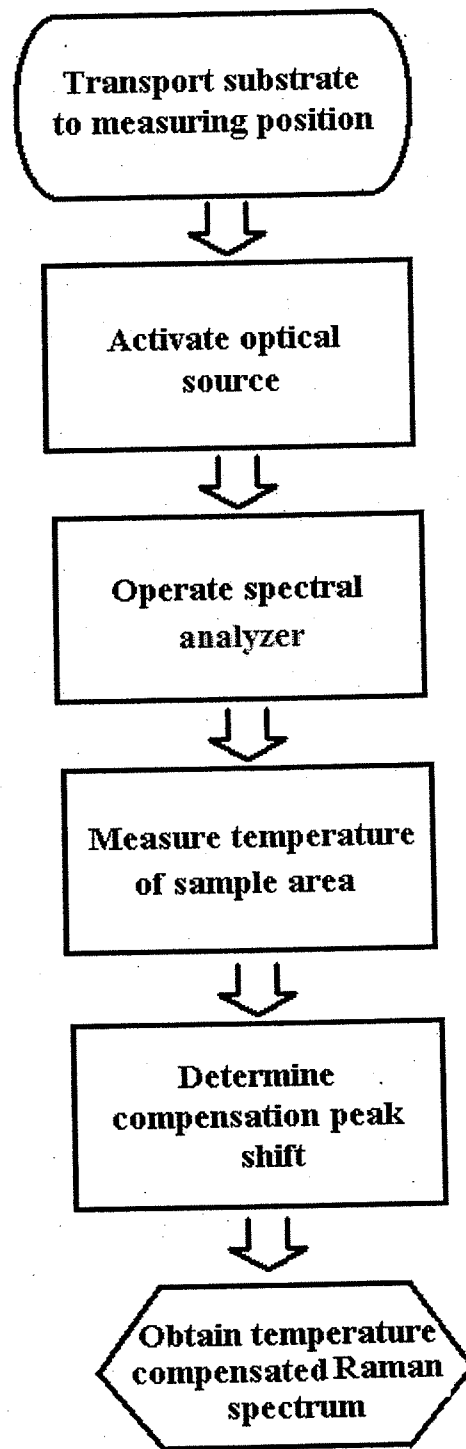 Transport substrate
to measuring position
Activate optical
source
Operate spectral
analyzer
Measure temperature
of sample area
Determine
compensation peak
shift
Obtain temperature
compensated Raman
spectrum